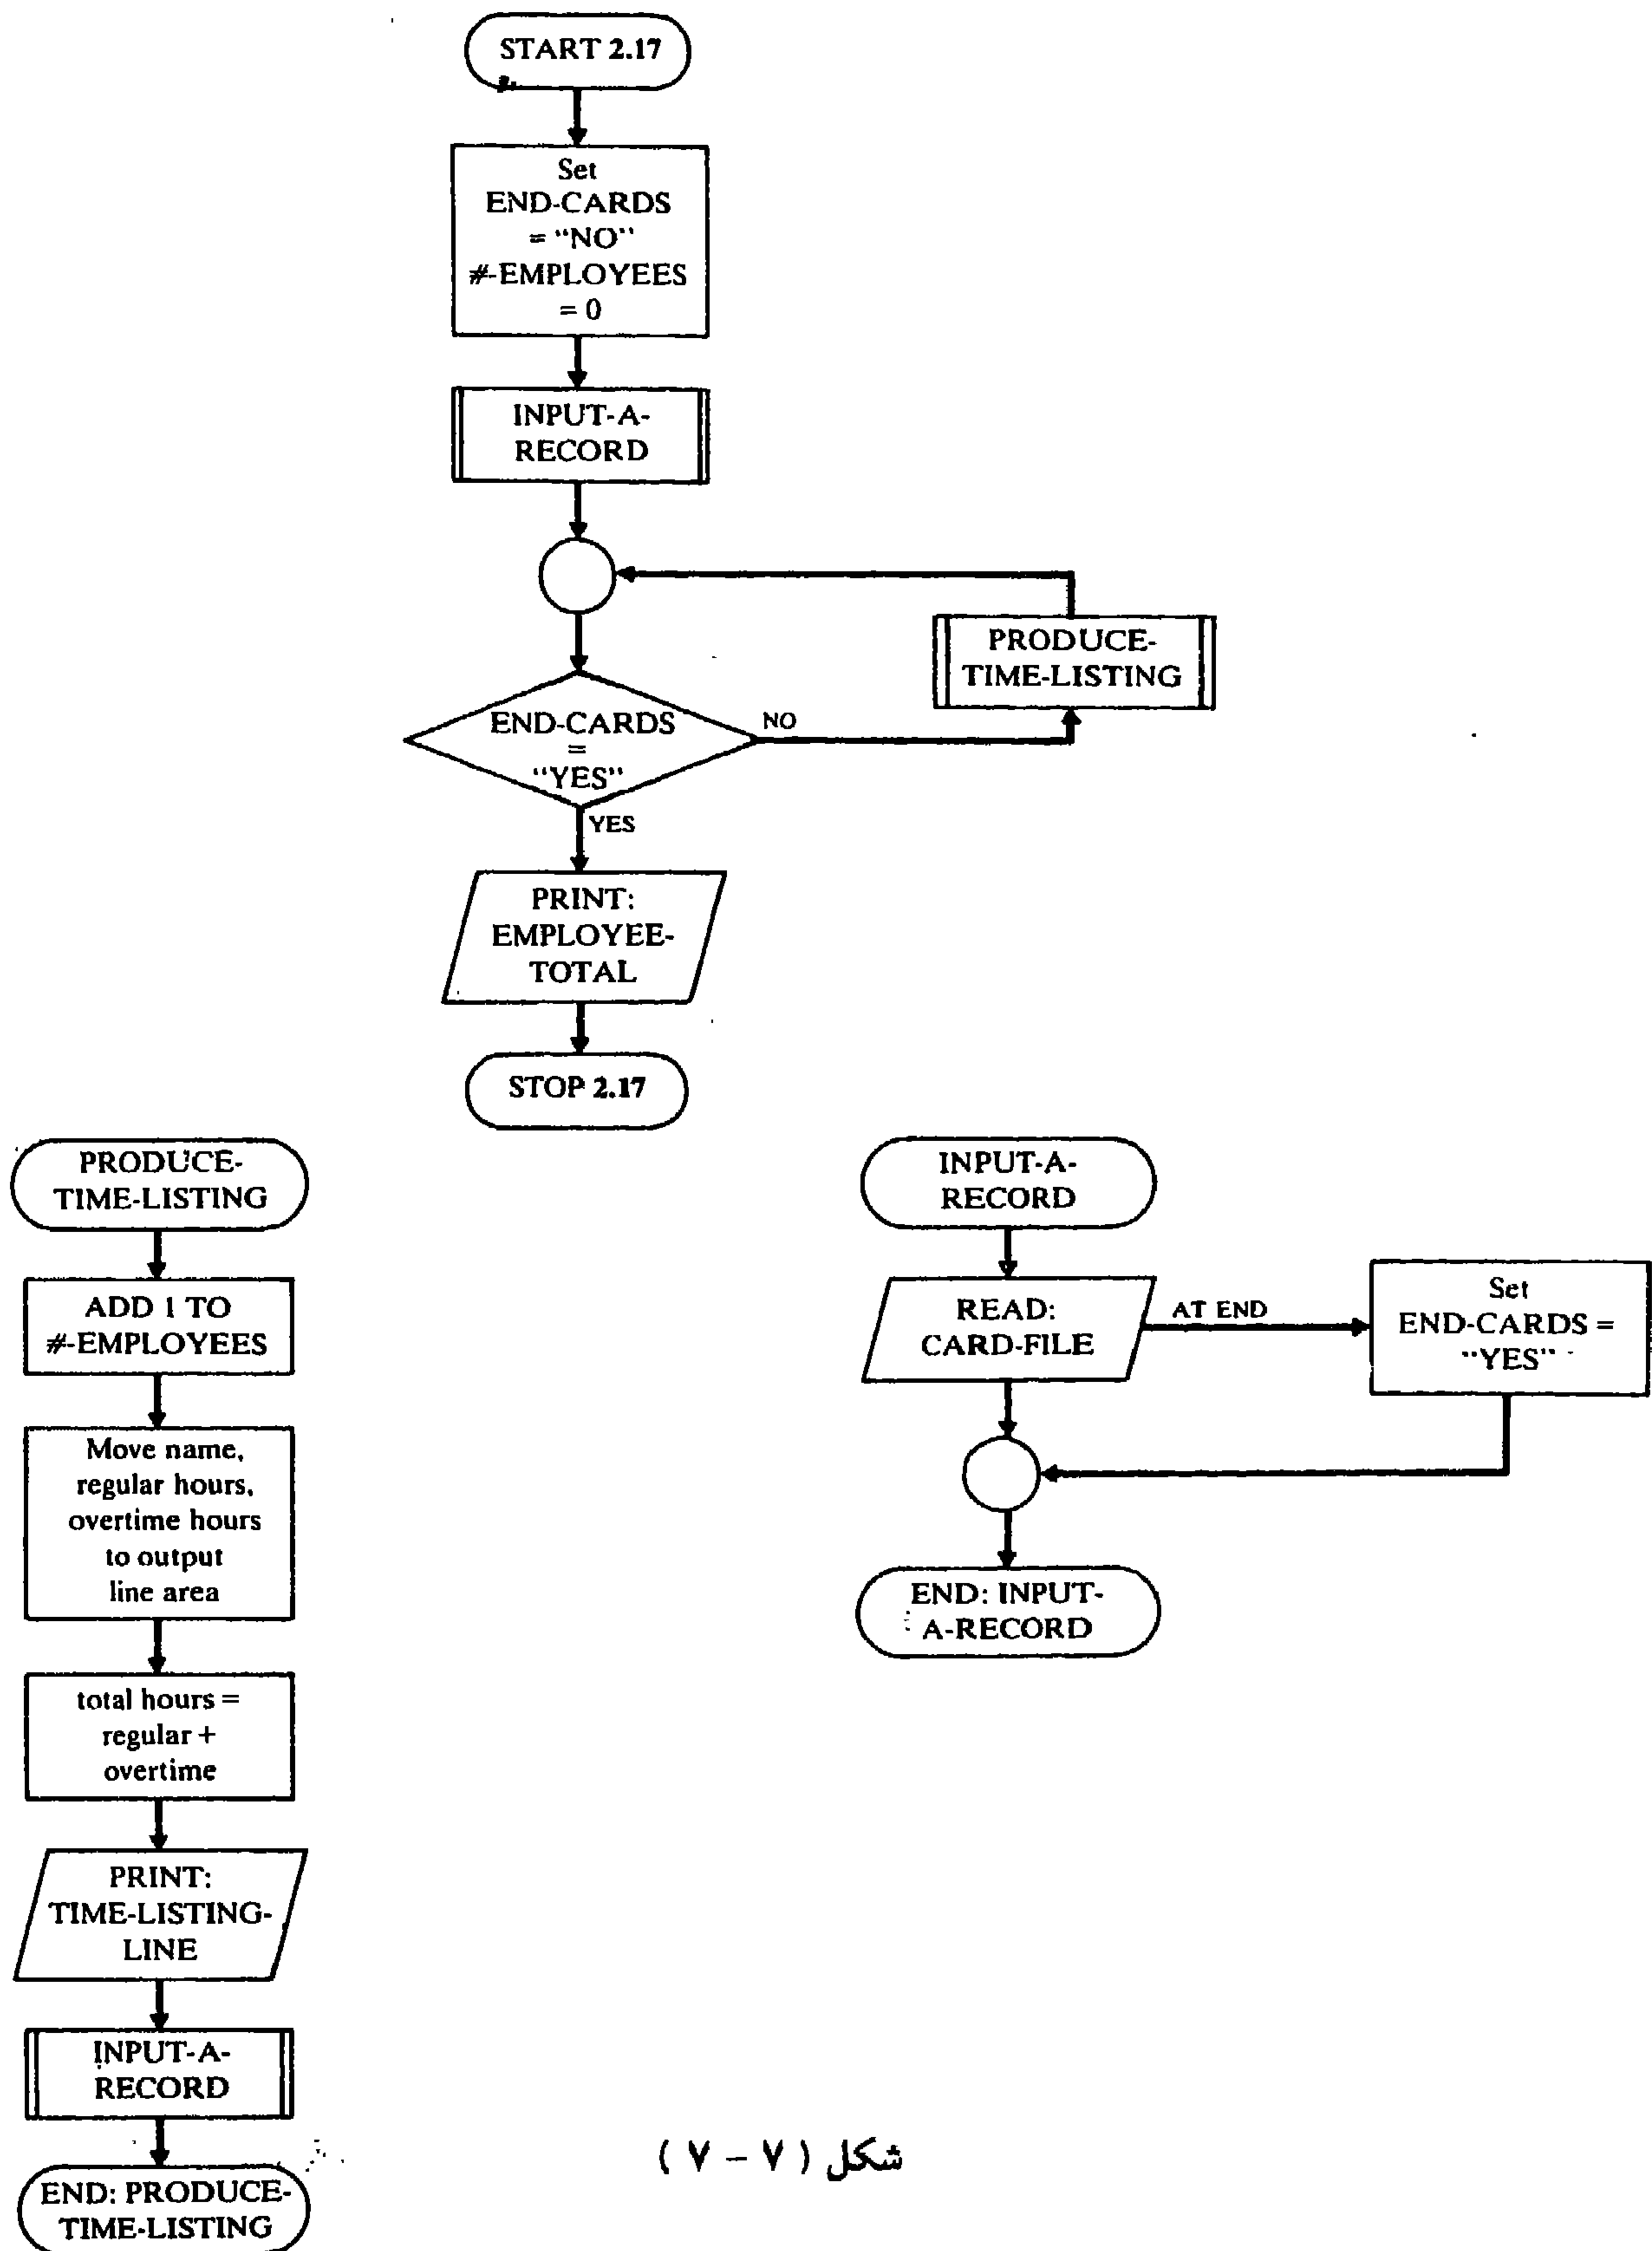 START 2.17
Set
END-CARDS
= “NO”
#-EMPLOYEES
= 0
INPUT-A-
RECORD
PRODUCE-
TIME-LISTING
END-CARDS
=
“YES”
NO
YES
PRINT:
EMPLOYEE-
TOTAL
STOP 2.17
PRODUCE-
TIME-LISTING
ADD 1 TO
#-EMPLOYEES
Move name,
regular hours,
overtime hours
to output
line area
total hours =
regular +
overtime
PRINT:
TIME-LISTING-
LINE
INPUT-A-
RECORD
END: PRODUCE-
TIME-LISTING
INPUT-A-
RECORD
READ:
CARD-FILE
AT END
Set
END-CARDS =
“YES”
END: INPUT-
A-RECORD
شكل ( ٧ – ٧ )